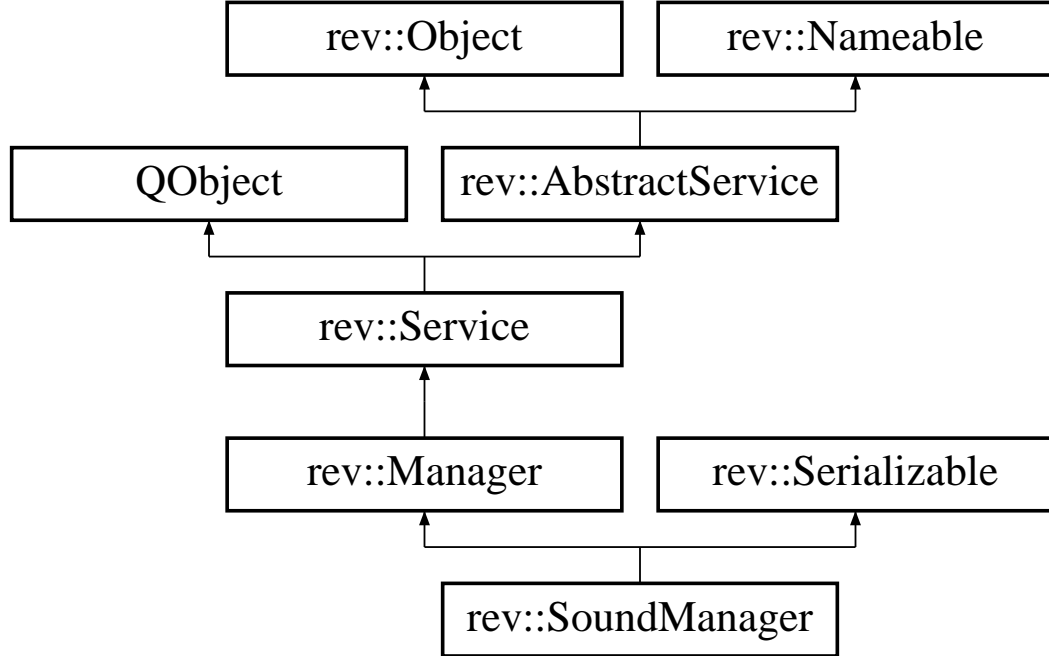 rev::Object
rev::Nameable
QObject
rev::AbstractService
rev::Service
rev::Manager
rev::Serializable
rev::SoundManager